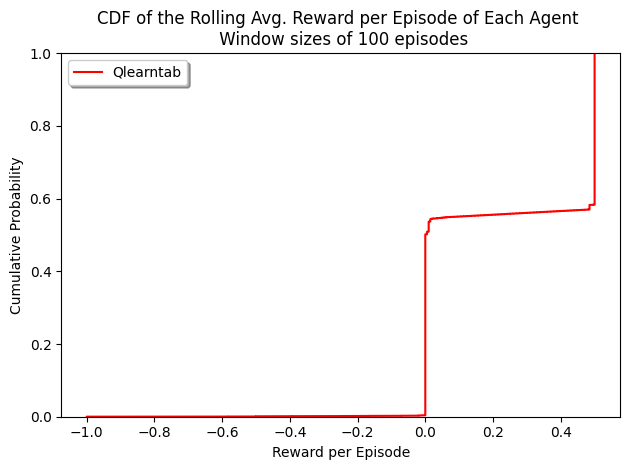 CDF of the Rolling Avg. Reward per Episode of Each Agent
Window sizes of 100 episodes
Qlearntab
1.0
0.8
0.6
0.4
0.2
0.0
Cumulative Probability
−1.0 −0.8 −0.6 −0.4 −0.2 0.0 0.2 0.4
Reward per Episode